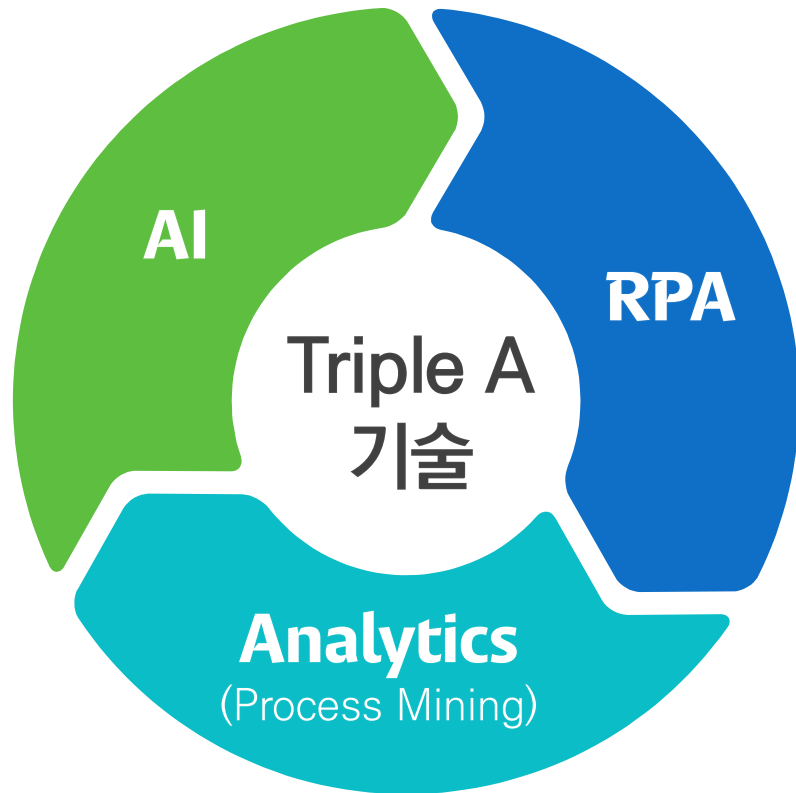 AI
RPA
Triple A
기술
Analytics
(Process Mining)